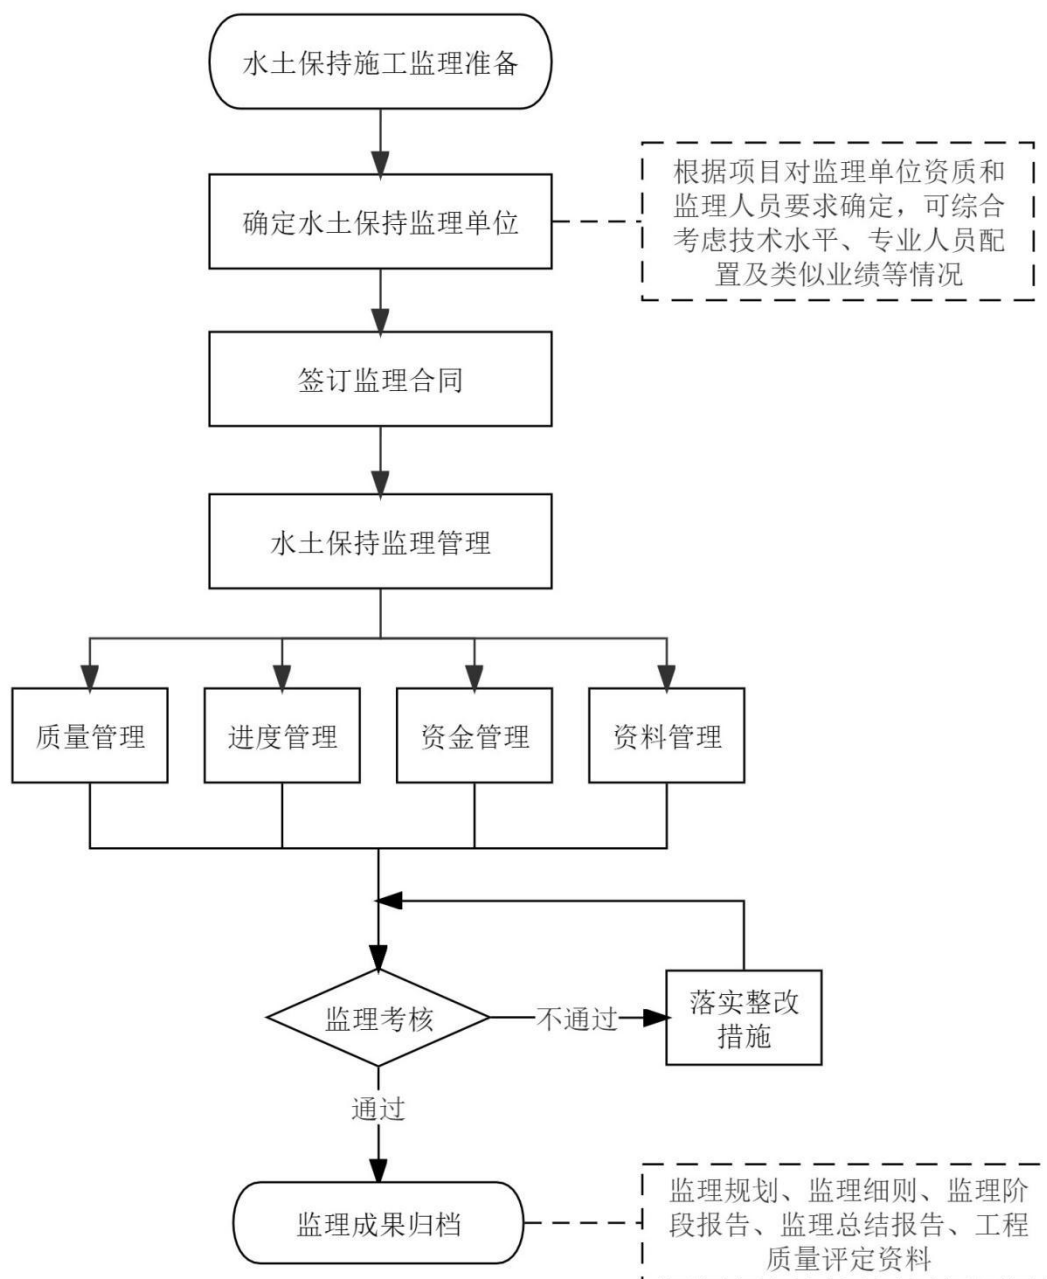 水土保持施工监理准备
确定水土保持监理单位
根据项目对监理单位资质和
监理人员要求确定，可综合
考虑技术水平、专业人员配
置及类似业绩等情况
签订监理合同
水土保持监理管理
质量管理
进度管理
资金管理
资料管理
监理考核
不通过
落实整改
措施
通过
监理成果归档
监理规划、监理细则、监理阶
段报告、监理总结报告、工程
质量评定资料